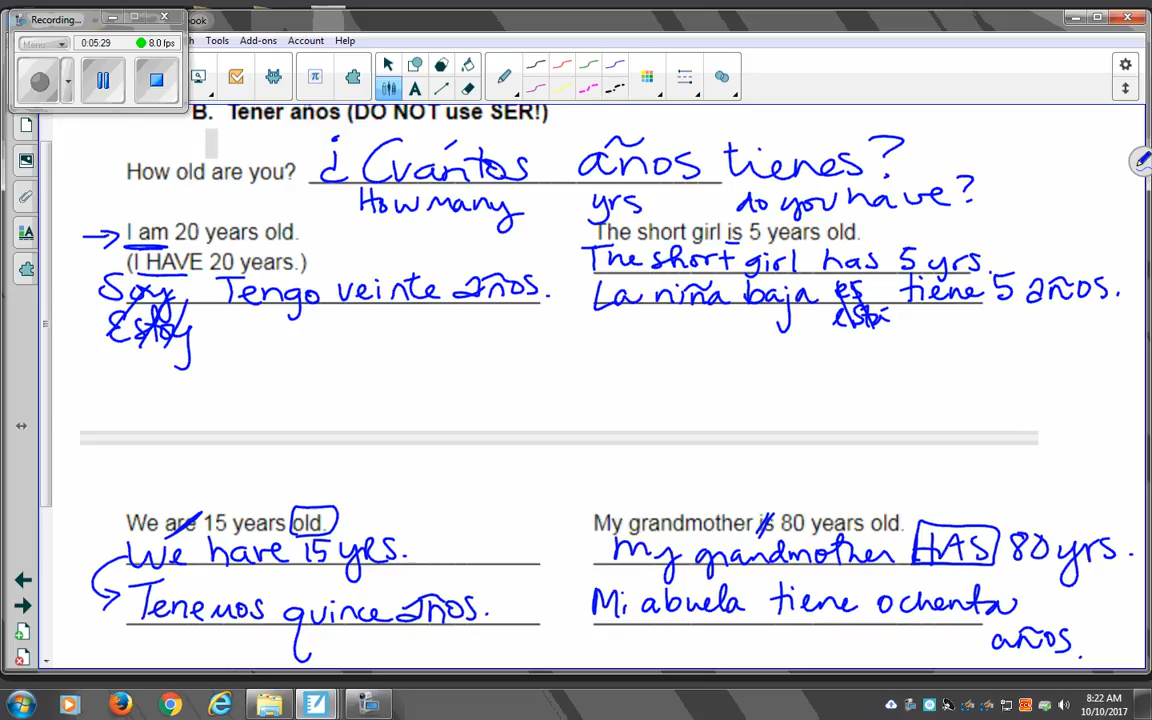 Recording...
ook
Menu
00:05:29
8.0 fps
Tools Add-ons Account Help
B. Tener años (DO NOT use SER!)
How old are you? ¿Cuántos años tienes?
How many yrs do you have?
I am 20 years old.
(I HAVE 20 years.)
Soy Tengo veinte años.
Estoy
The short girl is 5 years old.
The short girl has 5 yrs.
La niña baja es tiene 5 años.
está
We are 15 years old.
We have 15 yrs.
Tenemos quince años.
My grandmother is 80 years old.
My grandmother HAS 80 yrs.
Mi abuela tiene ochenta
años.
8:22 AM
10/10/2017